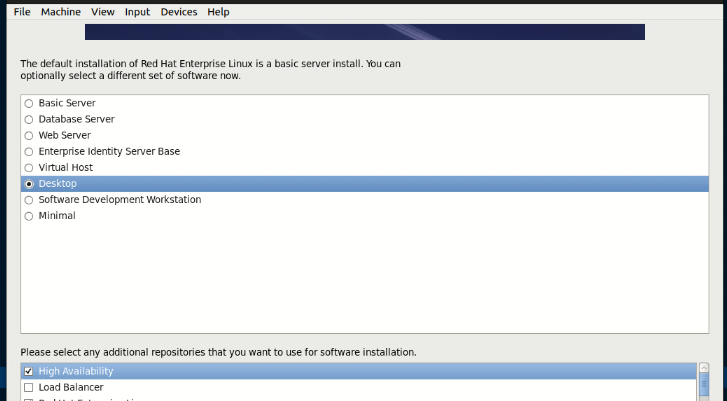 File Machine View Input Devices Help
The default installation of Red Hat Enterprise Linux is a basic server install. You can
optionally select a different set of software now.
Basic Server
Database Server
Web Server
Enterprise Identity Server Base
Virtual Host
Desktop
Software Development Workstation
Minimal
Please select any additional repositories that you want to use for software installation.
High Availability
Load Balancer